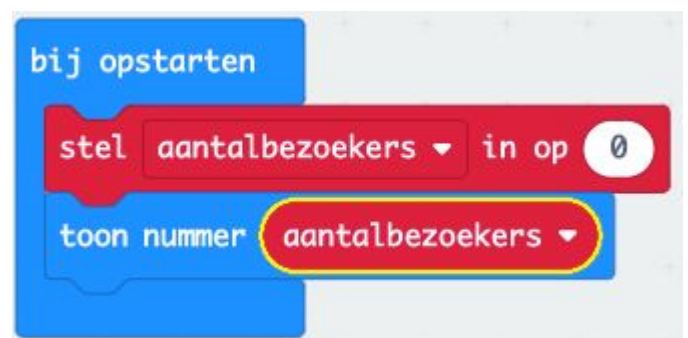 bij opstarten
stel aantalbezoekers in op 0
toon nummer aantalbezoekers